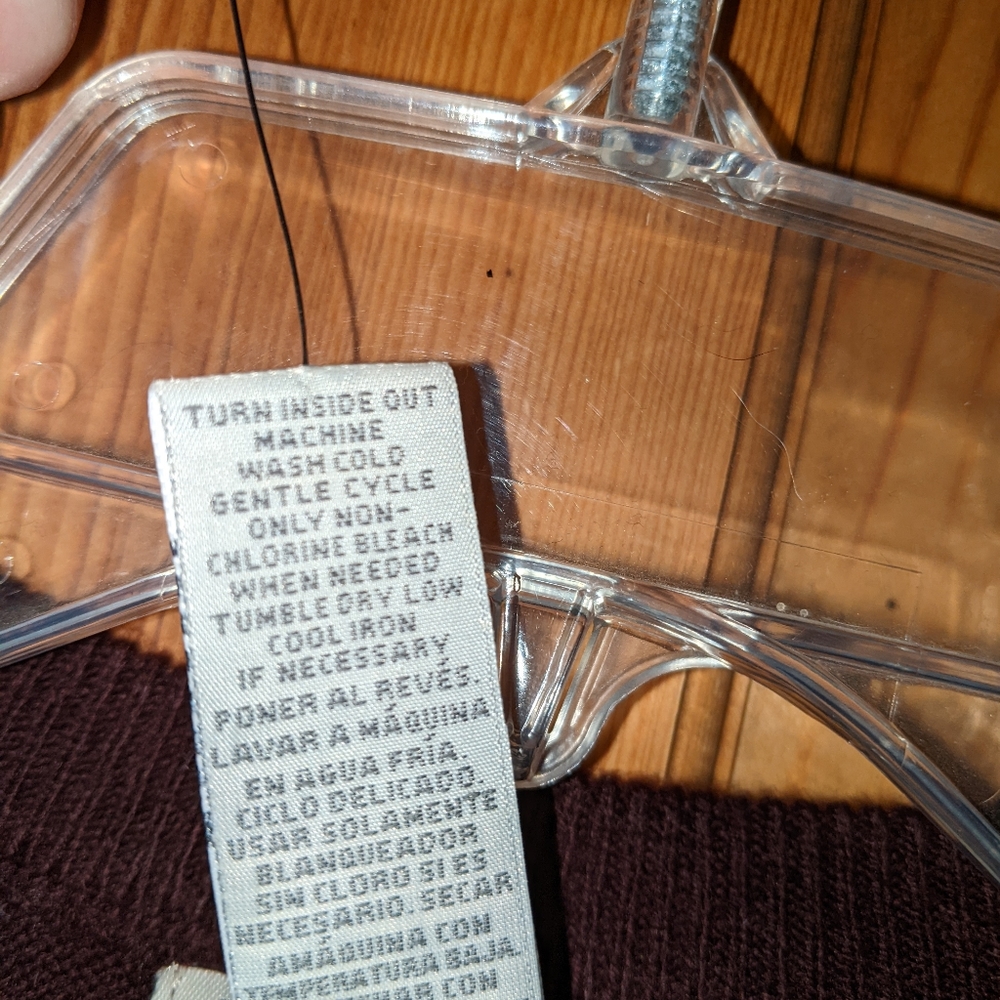 TURN INSIDE OUT
MACHINE
WASH COLD
GENTLE CYCLE
ONLY NON-
CHLORINE BLEACH
WHEN NEEDED
TUMBLE DRY LOW
COOL IRON
IF NECESSARY
PONER AL REVÉS.
LAVAR A MÁQUINA
EN AGUA FRÍA,
CICLO DELICADO.
USAR SOLAMENTE
BLANQUEADOR
SIN CLORO SI ES
NECESARIO. SECAR
A MÁQUINA CON
TEMPERATURA BAJA.
CON